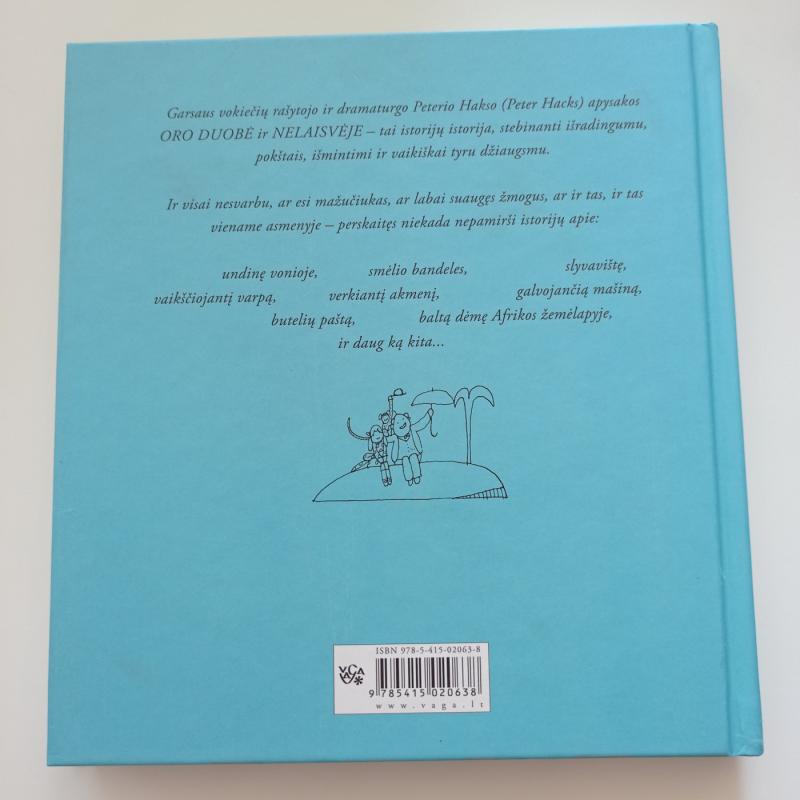 Garsaus vokiečių rašytojo ir dramaturgo Peterio Hakso (Peter Hacks) apysakos
ORO DUOBĖ ir NELAISVĖJE – tai istorijų istorija, stebinanti išradingumu,
pokštais, išmintimi ir vaikiškai tyru džiaugsmu.
Ir visai nesvarbu, ar esi mažučiukas, ar labai suaugęs žmogus, ar ir tas, ir tas
viename asmenyje – perskaitęs niekada nepamirši istorijų apie:
undinę vonioje, smėlio bandeles, slyvavištę,
vaikščiojantį varpą, verkiantį akmenį, galvojančią mašiną,
butelių paštą, baltą dėmę Afrikos žemėlapyje,
ir daug ką kita...
ISBN 978-5-415-02063-8
VAGA
9 785415 020638
www.vaga.lt